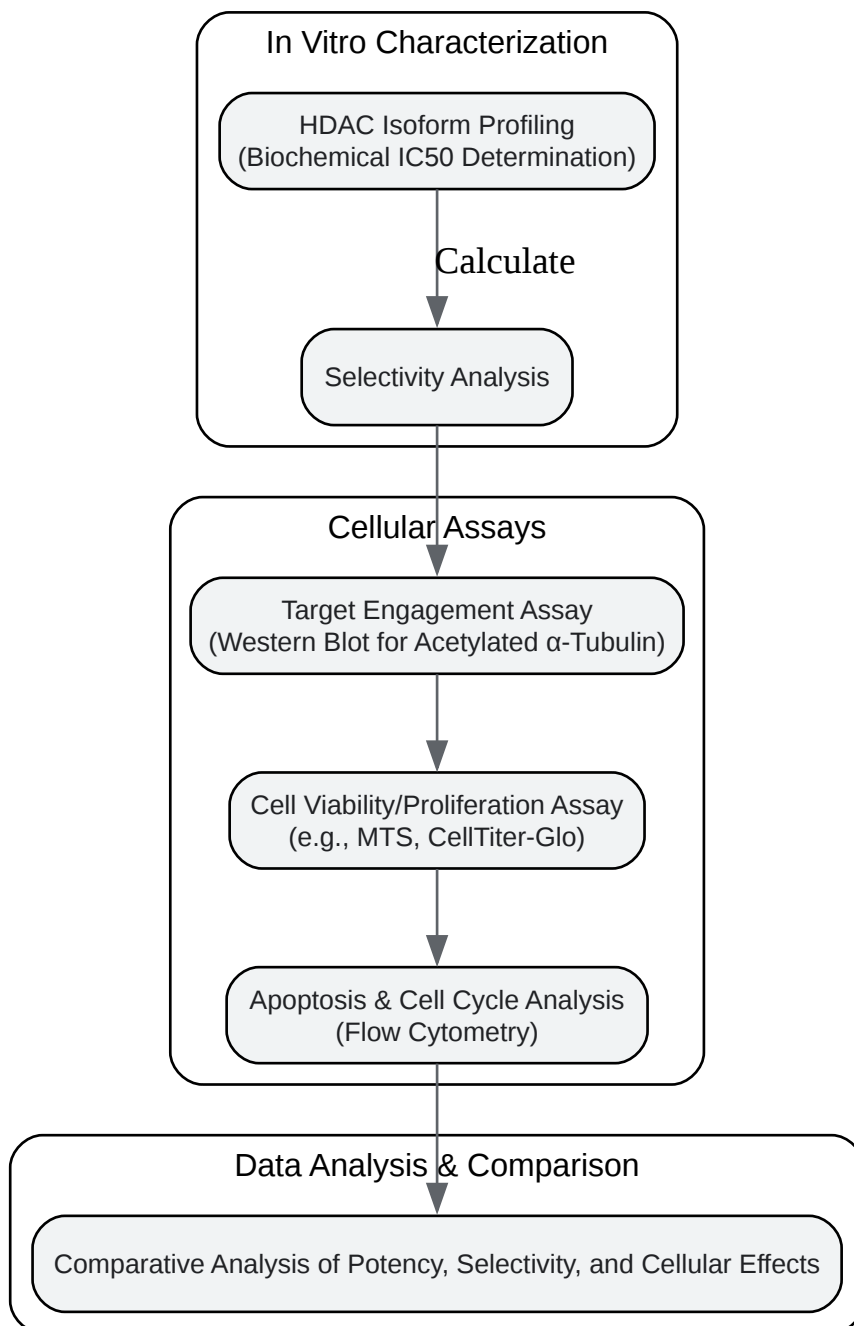 In Vitro Characterization
HDAC Isoform Profiling
(Biochemical IC50 Determination)
Calculate
Selectivity Analysis
Cellular Assays
Target Engagement Assay
(Western Blot for Acetylated α-Tubulin)
Cell Viability/Proliferation Assay
(e.g., MTS, CellTiter-Glo)
Apoptosis & Cell Cycle Analysis
(Flow Cytometry)
Data Analysis & Comparison
Comparative Analysis of Potency, Selectivity, and Cellular Effects